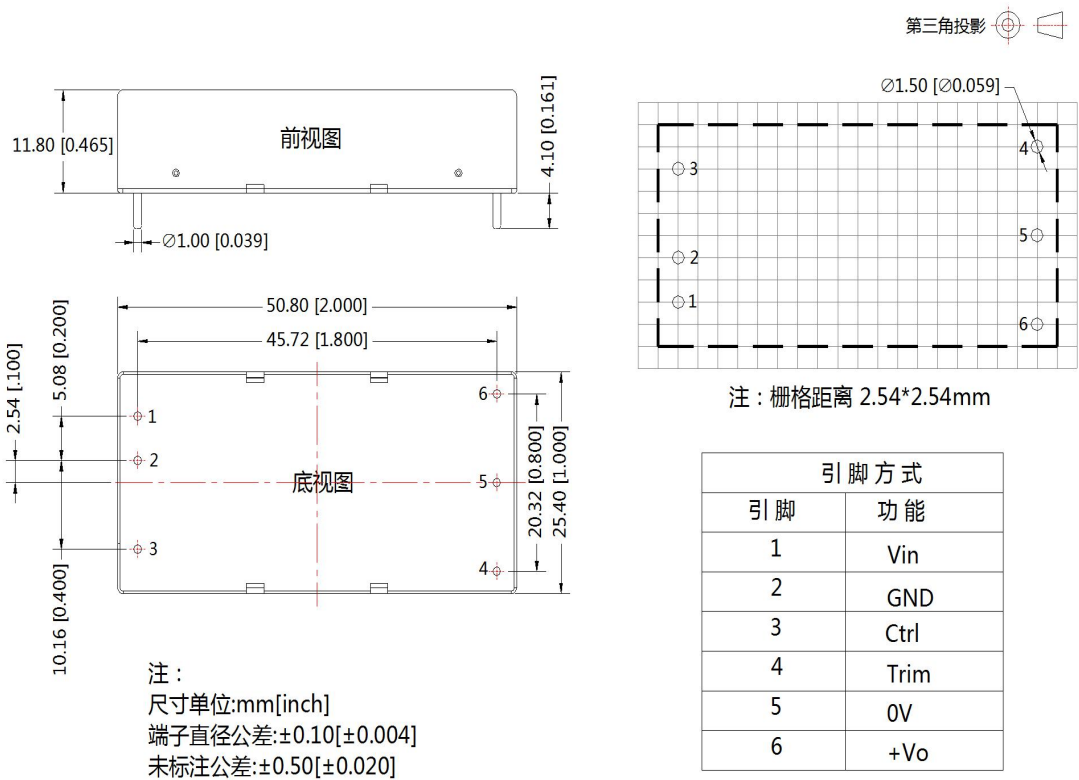 第三角投影
11.80 [0.465]
前视图
4.10 [0.161]
∅1.00 [0.039]
∅1.50 [∅0.059]
4
3
5
2
1
6
注：栅格距离 2.54*2.54mm
50.80 [2.000]
45.72 [1.800]
5.08 [0.200]
2.54 [.100]
10.16 [0.400]
6
1
2
底视图
5
3
4
20.32 [0.800]
25.40 [1.000]
注：
尺寸单位:mm[inch]
端子直径公差:±0.10[±0.004]
未标注公差:±0.50[±0.020]
引脚方式
引脚 功能
1 Vin
2 GND
3 Ctrl
4 Trim
5 0V
6 +Vo